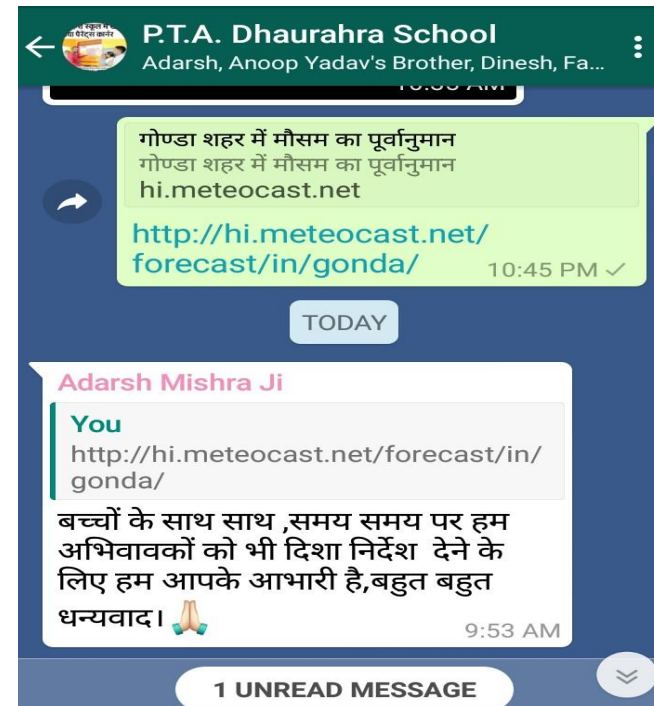 P.T.A. Dhaurahra School
Adarsh, Anoop Yadav's Brother, Dinesh, Fa...
गोण्डा शहर में मौसम का पूर्वानुमान
गोण्डा शहर में मौसम का पूर्वानुमान
hi.meteocast.net
http://hi.meteocast.net/
forecast/in/gonda/ 10:45 PM
TODAY
Adarsh Mishra Ji
You
http://hi.meteocast.net/forecast/in/
gonda/
बच्चों के साथ साथ ,समय समय पर हम
अभिवावकों को भी दिशा निर्देश देने के
लिए हम आपके आभारी है,बहुत बहुत
धन्यवाद। 🙏
9:53 AM
1 UNREAD MESSAGE